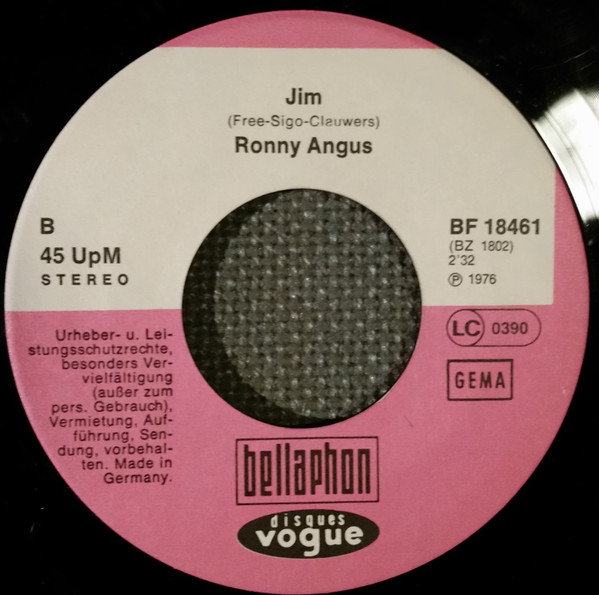 Jim
(Free-Sigo-Clauwers)
Ronny Angus
B
45 UpM
STEREO
BF 18461
(BZ 1802)
2'32
℗ 1976
LC 0390
GEMA
Urheber- u. Lei-
stungsschutzrechte,
besonders Ver-
vielfältigung
(außer zum
pers. Gebrauch),
Vermietung, Auf-
führung, Sen-
dung, vorbehal-
ten. Made in
Germany.
bellaphon
disques
vogue